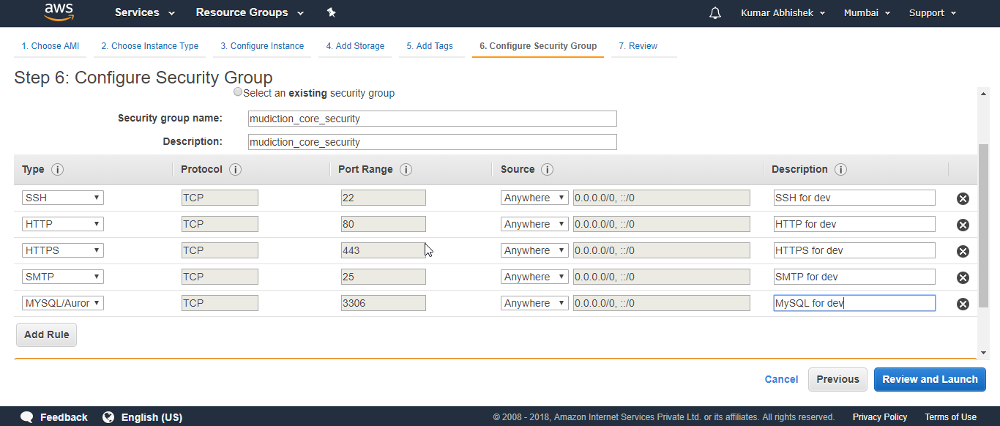 aws Services Resource Groups Kumar Abhishek Mumbai Support
1. Choose AMI 2. Choose Instance Type 3. Configure Instance 4. Add Storage 5. Add Tags 6. Configure Security Group 7. Review
Step 6: Configure Security Group
Select an existing security group
Security group name: mudiction_core_security
Description: mudiction_core_security
Type i Protocol i Port Range i Source i Description i
SSH TCP 22 Anywhere 0.0.0.0/0, ::/0 SSH for dev
HTTP TCP 80 Anywhere 0.0.0.0/0, ::/0 HTTP for dev
HTTPS TCP 443 Anywhere 0.0.0.0/0, ::/0 HTTPS for dev
SMTP TCP 25 Anywhere 0.0.0.0/0, ::/0 SMTP for dev
MYSQL/Auror TCP 3306 Anywhere 0.0.0.0/0, ::/0 MySQL for dev
Add Rule
Cancel Previous Review and Launch
Feedback English (US) © 2008 - 2018, Amazon Internet Services Private Ltd. or its affiliates. All rights reserved. Privacy Policy Terms of Use